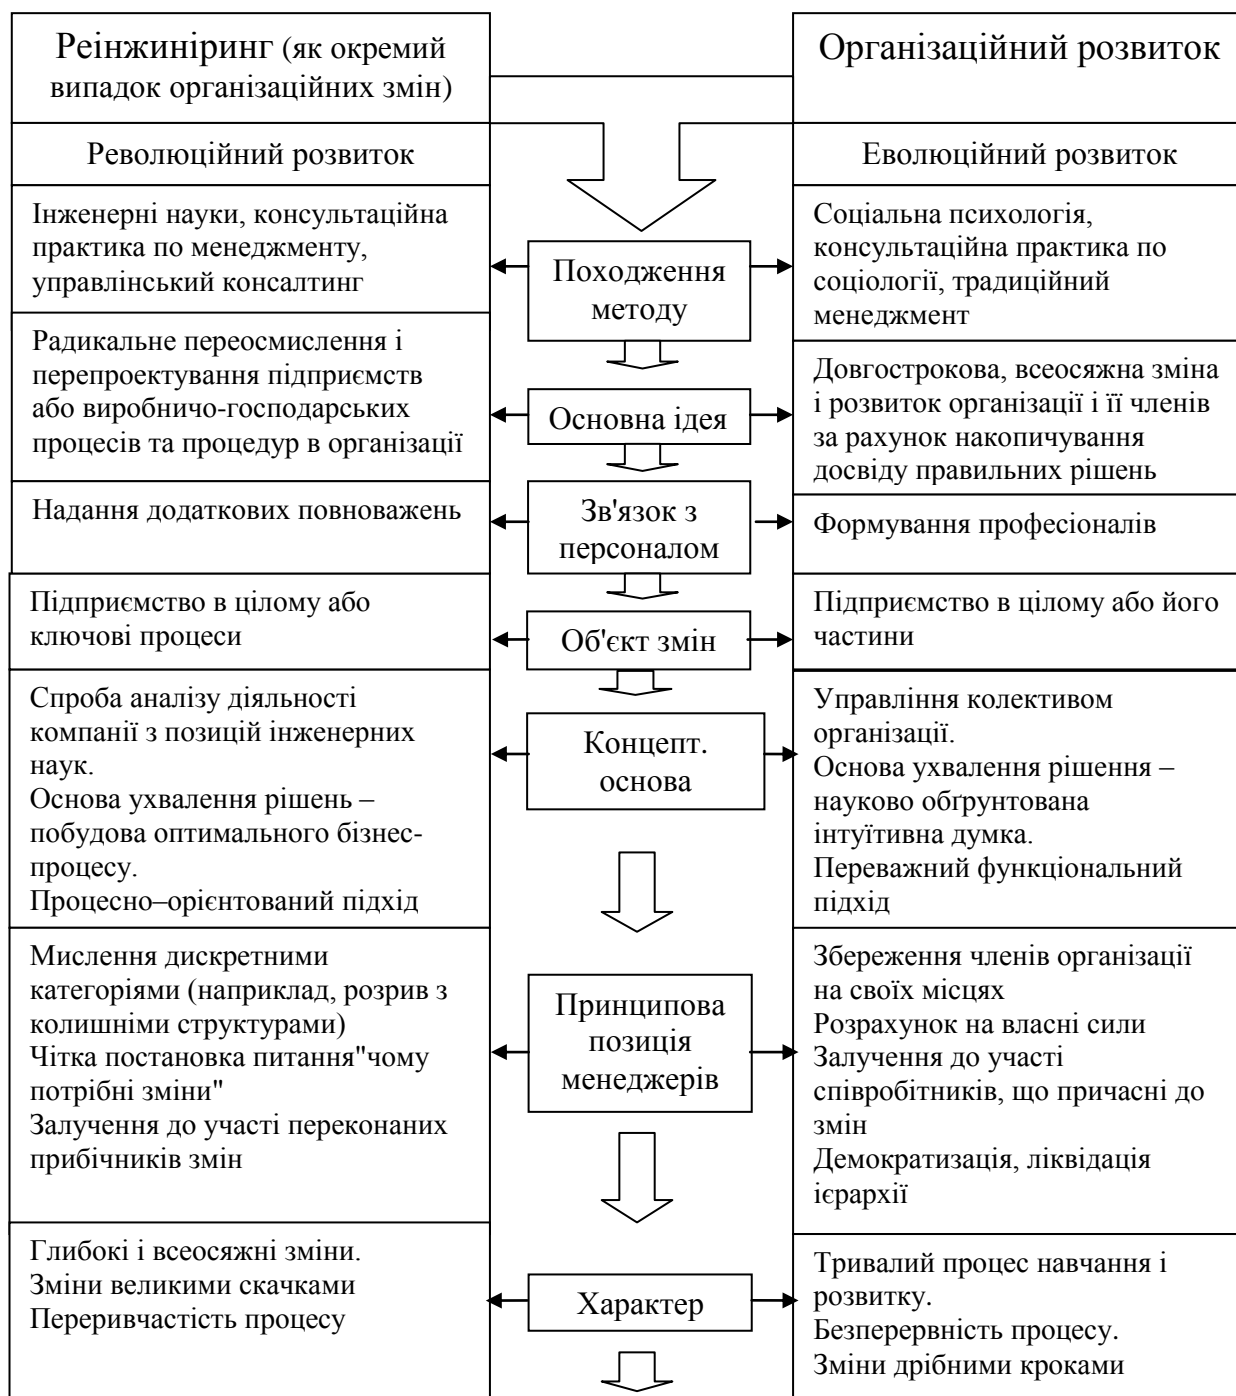 Реінжиніринг (як окремий
випадок організаційних змін)
Організаційний розвиток
Революційний розвиток
Еволюційний розвиток
Інженерні науки, консультаційна
практика по менеджменту,
управлінський консалтинг
Походження
методу
Соціальна психологія,
консультаційна практика по
соціології, традиційний
менеджмент
Радикальне переосмислення і
перепроектування підприємств
або виробничо-господарських
процесів та процедур в організації
Основна ідея
Довгострокова, всеосяжна зміна
і розвиток організації і її членів
за рахунок накопичування
досвіду правильних рішень
Надання додаткових повноважень
Зв'язок з
персоналом
Формування професіоналів
Підприємство в цілому або
ключові процеси
Об'єкт змін
Підприємство в цілому або його
частини
Спроба аналізу діяльності
компанії з позицій інженерних
наук.
Основа ухвалення рішень –
побудова оптимального бізнес-
процесу.
Процесно–орієнтований підхід
Концепт.
основа
Управління колективом
організації.
Основа ухвалення рішення –
науково обґрунтована
інтуїтивна думка.
Переважний функціональний
підхід
Мислення дискретними
категоріями (наприклад, розрив з
колишніми структурами)
Чітка постановка питання"чому
потрібні зміни"
Залучення до участі переконаних
прибічників змін
Принципова
позиція
менеджерів
Збереження членів організації
на своїх місцях
Розрахунок на власні сили
Залучення до участі
співробітників, що причасні до
змін
Демократизація, ліквідація
ієрархії
Глибокі і всеосяжні зміни.
Зміни великими скачками
Переривчастість процесу
Характер
Тривалий процес навчання і
розвитку.
Безперервність процесу.
Зміни дрібними кроками